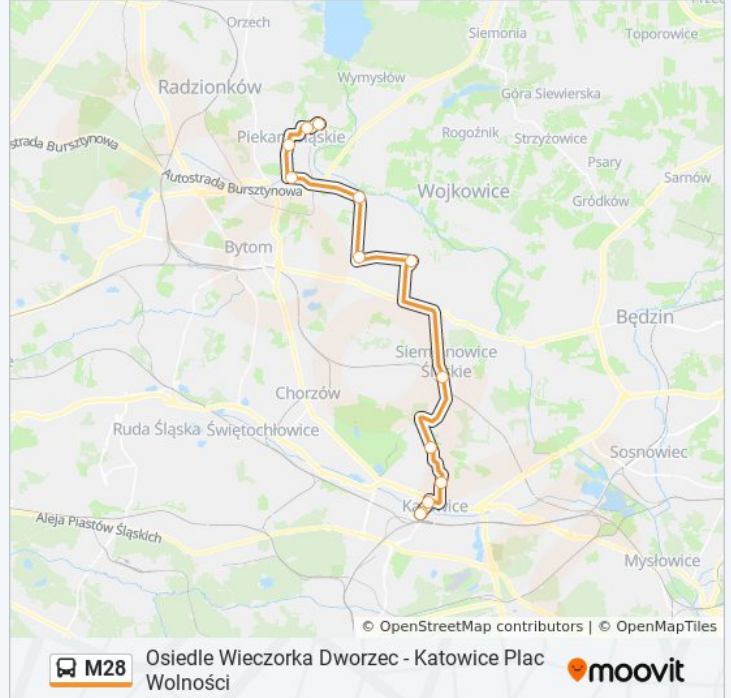 Orzech
Siemonia
Toporowice
Wymysłów
Radzionków
Góra Siewierska
Piekary Śląskie
Rogoźnik
Strzyżowice
strada Bursztynowa
Psary
Autostrada Bursztynowa
Sarnów
Wojkowice
Gródków
Bytom
Będzin
Siemianowice
Śląskie
Chorzów
Ruda Śląska
Świętochłowice
Sosnowiec
Katowice
Aleja Piastów Śląskich
Mysłowice
© OpenStreetMap contributors | © OpenMapTiles
M28
Osiedle Wieczorka Dworzec - Katowice Plac
Wolności
moovit